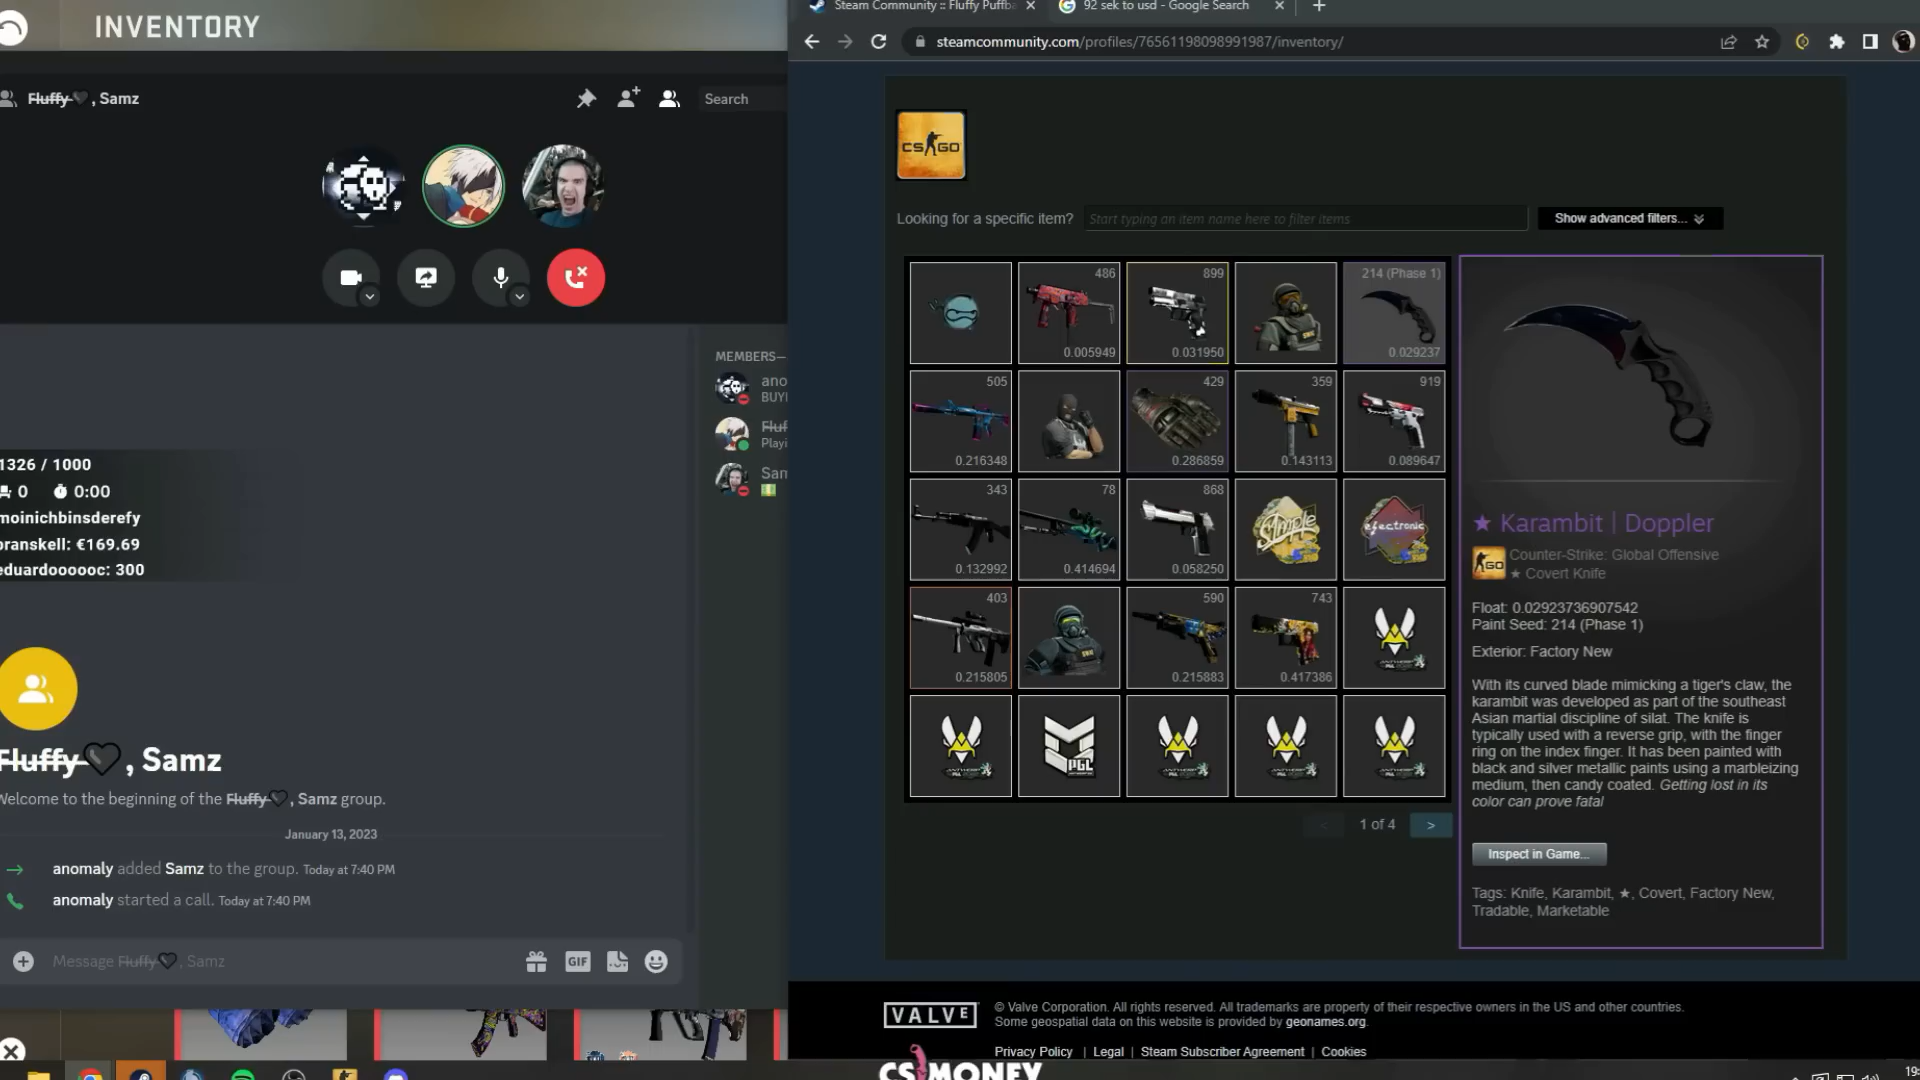 INVENTORY
Fluffy , Samz
Search
1326 / 1000
0 0:00
moinichbinsderefy
branskell: €169.69
eduardoooooc: 300
MEMBERS—
ano
BUY
Fluf
Playi
Sam
Fluffy , Samz
Welcome to the beginning of the Fluffy , Samz group.
January 13, 2023
anomaly added Samz to the group. Today at 7:40 PM
anomaly started a call. Today at 7:40 PM
Message Fluffy , Samz
GIF
Steam Community :: Fluffy Puffba
92 sek to usd - Google Search
steamcommunity.com/profiles/76561198098991987/inventory/
CS GO
Looking for a specific item?
Start typing an item name here to filter items
Show advanced filters...
486
0.005949
899
0.031950
214 (Phase 1)
0.029237
505
0.216348
429
0.286859
359
0.143113
919
0.089647
343
0.132992
78
0.414694
868
0.058250
S1mple
electronic
403
0.215805
590
0.215883
743
0.417386
PGL
1 of 4
>
★ Karambit | Doppler
Counter-Strike: Global Offensive
★ Covert Knife
Float: 0.02923736907542
Paint Seed: 214 (Phase 1)
Exterior: Factory New
With its curved blade mimicking a tiger's claw, the
karambit was developed as part of the southeast
Asian martial discipline of silat. The knife is
typically used with a reverse grip, with the finger
ring on the index finger. It has been painted with
black and silver metallic paints using a marbleizing
medium, then candy coated. Getting lost in its
color can prove fatal
Inspect in Game...
Tags: Knife, Karambit, ★, Covert, Factory New,
Tradable, Marketable
VALVE
© Valve Corporation. All rights reserved. All trademarks are property of their respective owners in the US and other countries.
Some geospatial data on this website is provided by geonames.org.
Privacy Policy | Legal | Steam Subscriber Agreement | Cookies
CS MONEY
19: